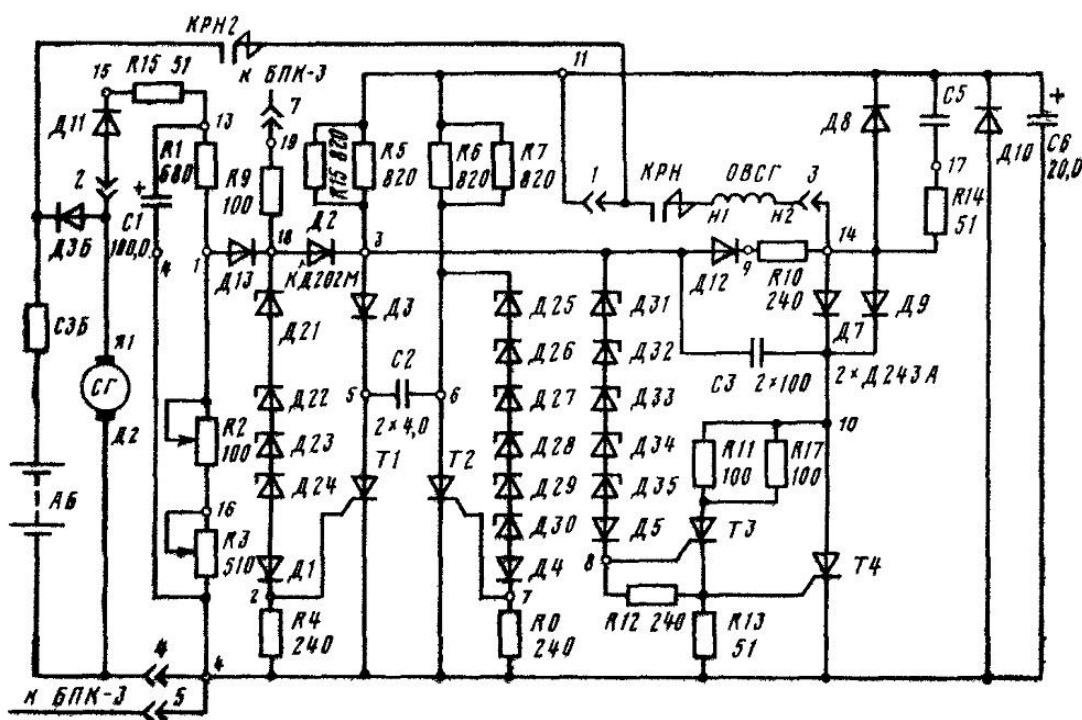 КРН2
к БПК-3
11
15
R15 51
7
13
Д11
19
R1
680
R9
100
R15 820
R5
820
R6
820
R7
820
Д8
C5
Д10
+
C6
20,0
17
R14
51
2
+
C1
100,0
Д3Б
4
1
Д13
18
Д2
КД202М
3
1
КРН
ОВСГ
3
Н1
Н2
Д12
9
R10
240
14
Д7
Д9
Д21
Д3
Д25
Д31
СЗБ
Я1
СГ
Д2
Д22
5
C2
2×4,0
6
Д26
Д32
C3
2×100
2×Д243А
Д27
Д33
R2
100
Д23
Д28
Д34
10
R11
100
R17
100
АБ
16
Д24
T1
T2
Д29
Д35
R3
510
Д30
Д5
T3
Д1
Д4
8
T4
2
7
R4
240
R0
240
R12 240
R13
51
4
4
к БПК-3
5